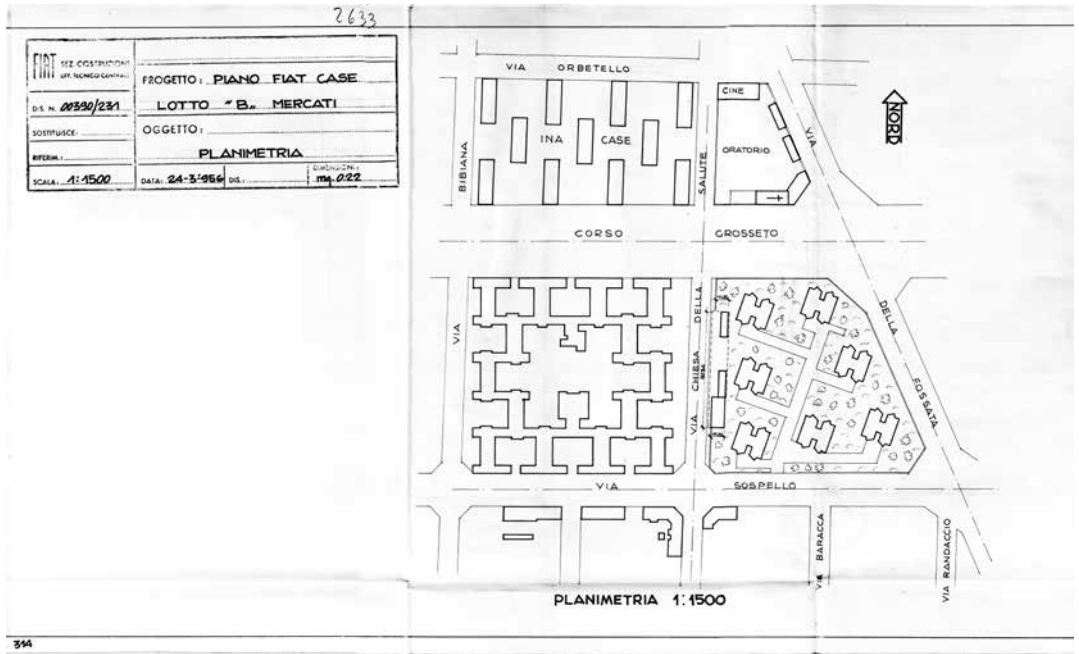 2633
FIAT SEZ. COSTRUZIONI
UFF. TECNICO CENTRALE
DIS. N. 00390/231
SOSTITUISCE:
RIFERIM.:
SCALA: 1:1500
PROGETTO: PIANO FIAT CASE
LOTTO "B" MERCATI
OGGETTO:
PLANIMETRIA
DATA: 24-3-956 DIS.:
DIMENSIONI:
mq. 0.22
VIA ORBETELLO
CINE
NORD
INA CASE
ORATORIO
VIA
BIBIANA
SALUTE
CORSO GROSSETO
VIA
DELLA
DELLA
CHIESA
FOSSATA
VIA
VIA SOSPELLO
VIA BARACCA
VIA RANDACCIO
PLANIMETRIA 1:1500
314